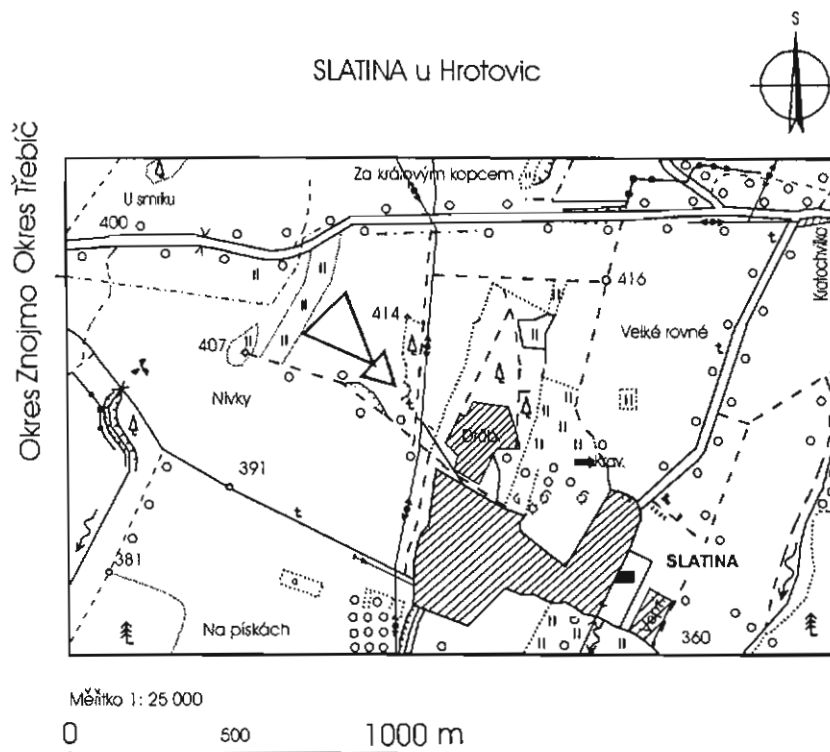 S
SLATINA u Hrotovic
Okres Znojmo Okres Třebíč
U smrku
Za královým kopcem
400
Kratochvilka
416
414
Velké rovné
407
Nivky
Drůb.
Krav.
391
t
SLATINA
381
Na pískách
360
Měřítko 1: 25 000
0 500 1000 m